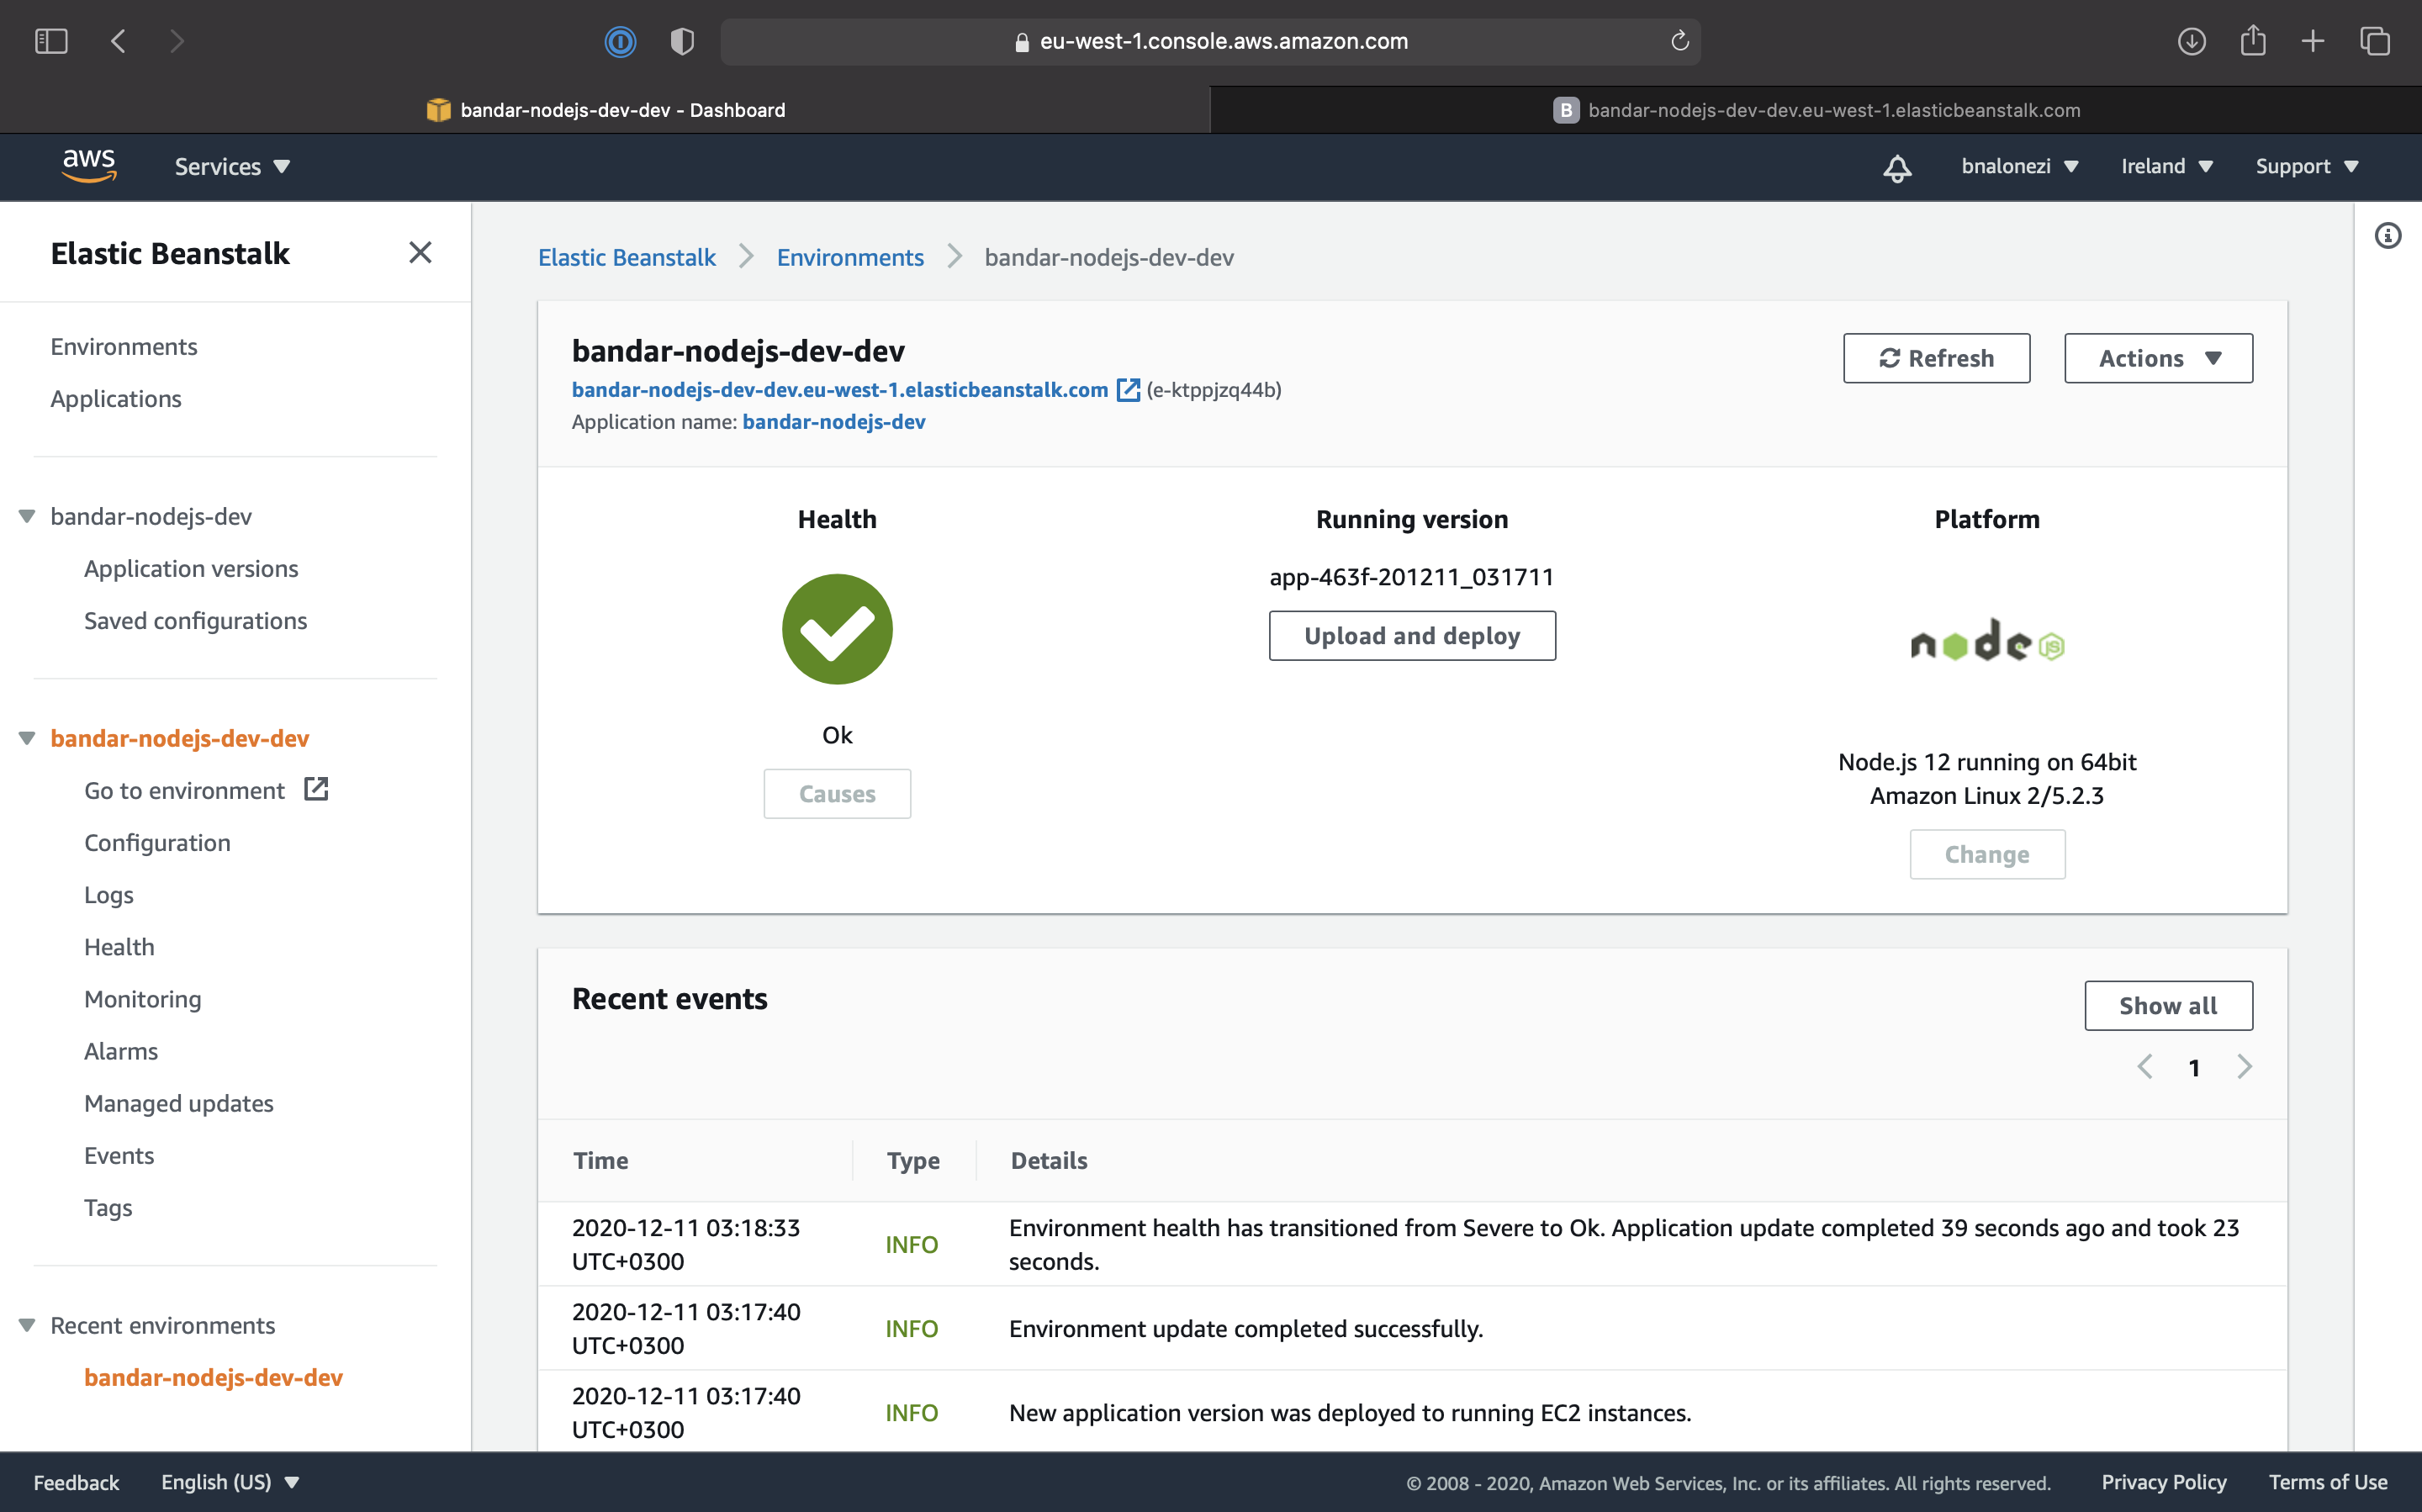 eu-west-1.console.aws.amazon.com
bandar-nodejs-dev-dev - Dashboard
B bandar-nodejs-dev-dev.eu-west-1.elasticbeanstalk.com
aws Services bnalonezi Ireland Support
Elastic Beanstalk
Environments
Applications
bandar-nodejs-dev
Application versions
Saved configurations
bandar-nodejs-dev-dev
Go to environment
Configuration
Logs
Health
Monitoring
Alarms
Managed updates
Events
Tags
Recent environments
bandar-nodejs-dev-dev
Elastic Beanstalk Environments bandar-nodejs-dev-dev
bandar-nodejs-dev-dev
bandar-nodejs-dev-dev.eu-west-1.elasticbeanstalk.com (e-ktppjzq44b)
Application name: bandar-nodejs-dev
Refresh
Actions
Health
Ok
Causes
Running version
app-463f-201211_031711
Upload and deploy
Platform
node JS
Node.js 12 running on 64bit
Amazon Linux 2/5.2.3
Change
Recent events
Show all
1
Time Type Details
2020-12-11 03:18:33
UTC+0300
INFO
Environment health has transitioned from Severe to Ok. Application update completed 39 seconds ago and took 23
seconds.
2020-12-11 03:17:40
UTC+0300
INFO
Environment update completed successfully.
2020-12-11 03:17:40
UTC+0300
INFO
New application version was deployed to running EC2 instances.
Feedback English (US) © 2008 - 2020, Amazon Web Services, Inc. or its affiliates. All rights reserved. Privacy Policy Terms of Use